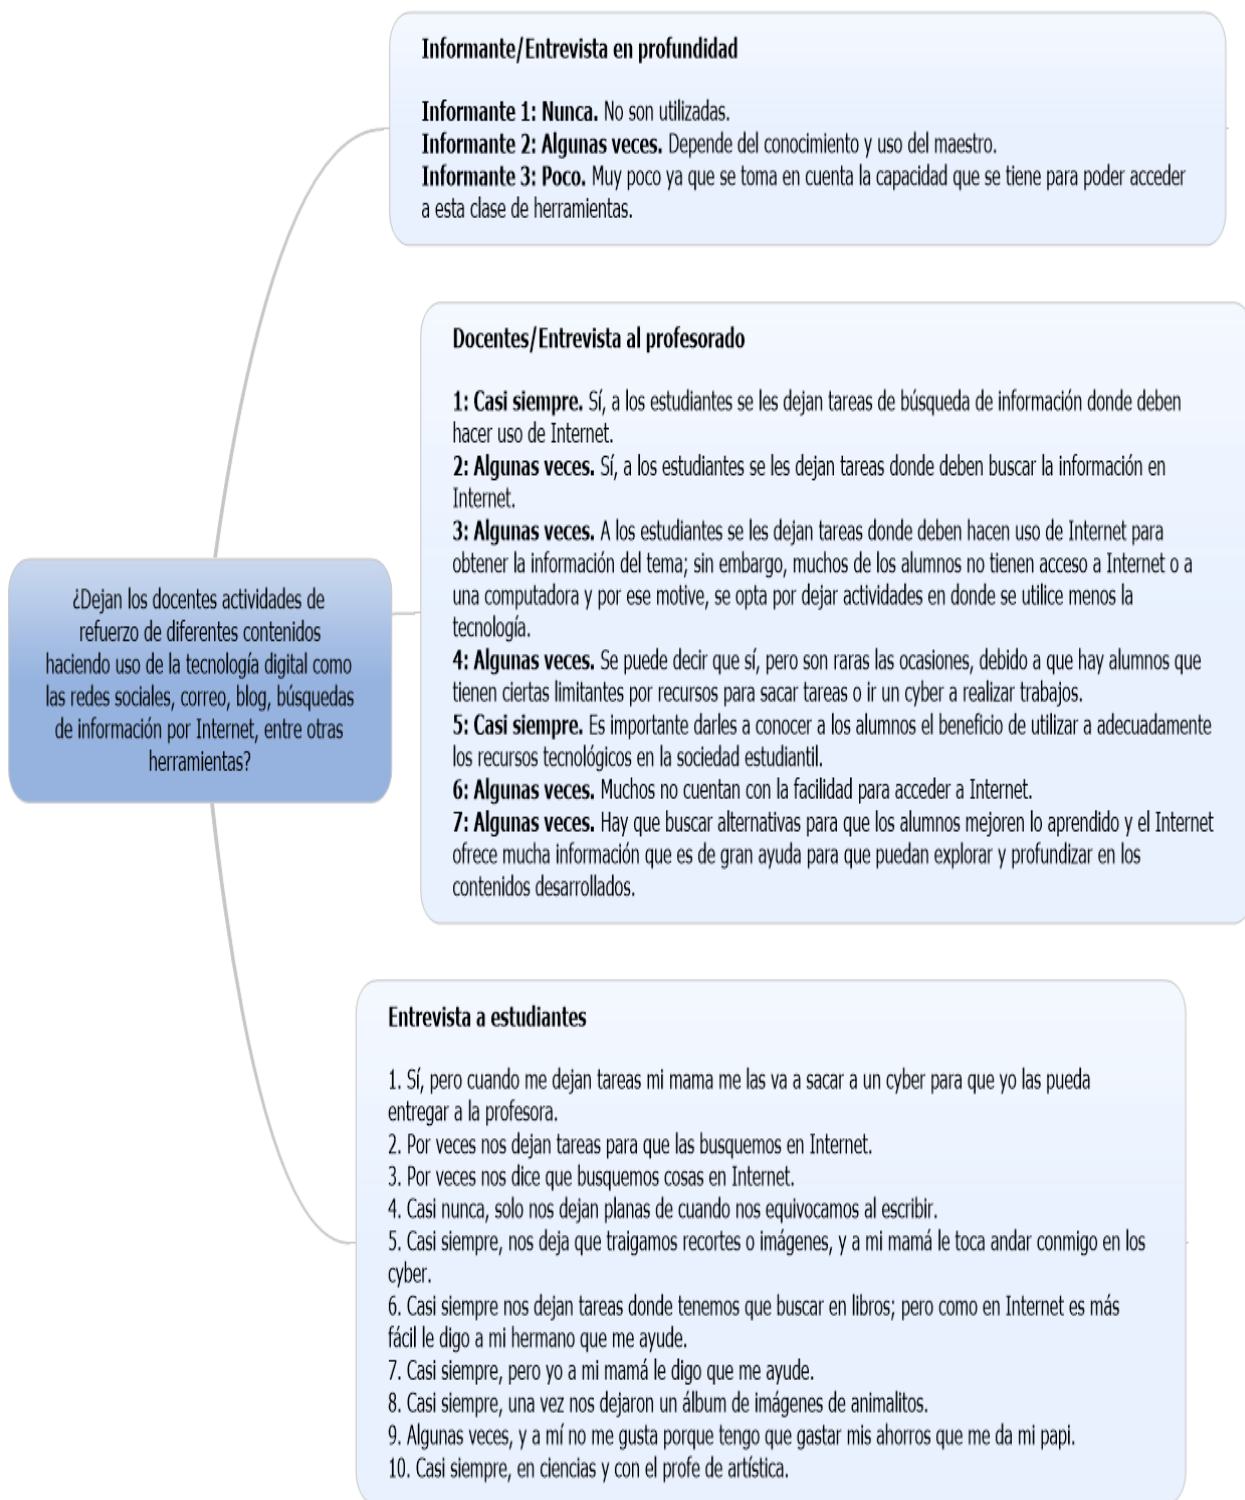 Informante/Entrevista en profundidad
Informante 1: Nunca. No son utilizadas.
Informante 2: Algunas veces. Depende del conocimiento y uso del maestro.
Informante 3: Poco. Muy poco ya que se toma en cuenta la capacidad que se tiene para poder acceder
a esta clase de herramientas.
Docentes/Entrevista al profesorado
1: Casi siempre. Sí, a los estudiantes se les dejan tareas de búsqueda de información donde deben
hacer uso de Internet.
2: Algunas veces. Sí, a los estudiantes se les dejan tareas donde deben buscar la información en
Internet.
3: Algunas veces. A los estudiantes se les dejan tareas donde deben hacen uso de Internet para
obtener la información del tema; sin embargo, muchos de los alumnos no tienen acceso a Internet o a
una computadora y por ese motive, se opta por dejar actividades en donde se utilice menos la
tecnología.
4: Algunas veces. Se puede decir que sí, pero son raras las ocasiones, debido a que hay alumnos que
tienen ciertas limitantes por recursos para sacar tareas o ir un cyber a realizar trabajos.
5: Casi siempre. Es importante darles a conocer a los alumnos el beneficio de utilizar a adecuadamente
los recursos tecnológicos en la sociedad estudiantil.
6: Algunas veces. Muchos no cuentan con la facilidad para acceder a Internet.
7: Algunas veces. Hay que buscar alternativas para que los alumnos mejoren lo aprendido y el Internet
ofrece mucha información que es de gran ayuda para que puedan explorar y profundizar en los
contenidos desarrollados.
¿Dejan los docentes actividades de
refuerzo de diferentes contenidos
haciendo uso de la tecnología digital como
las redes sociales, correo, blog, búsquedas
de información por Internet, entre otras
herramientas?
Entrevista a estudiantes
1. Sí, pero cuando me dejan tareas mi mama me las va a sacar a un cyber para que yo las pueda
entregar a la profesora.
2. Por veces nos dejan tareas para que las busquemos en Internet.
3. Por veces nos dice que busquemos cosas en Internet.
4. Casi nunca, solo nos dejan planas de cuando nos equivocamos al escribir.
5. Casi siempre, nos deja que traigamos recortes o imágenes, y a mi mamá le toca andar conmigo en los
cyber.
6. Casi siempre nos dejan tareas donde tenemos que buscar en libros; pero como en Internet es más
fácil le digo a mi hermano que me ayude.
7. Casi siempre, pero yo a mi mamá le digo que me ayude.
8. Casi siempre, una vez nos dejaron un álbum de imágenes de animalitos.
9. Algunas veces, y a mí no me gusta porque tengo que gastar mis ahorros que me da mi papi.
10. Casi siempre, en ciencias y con el profe de artística.